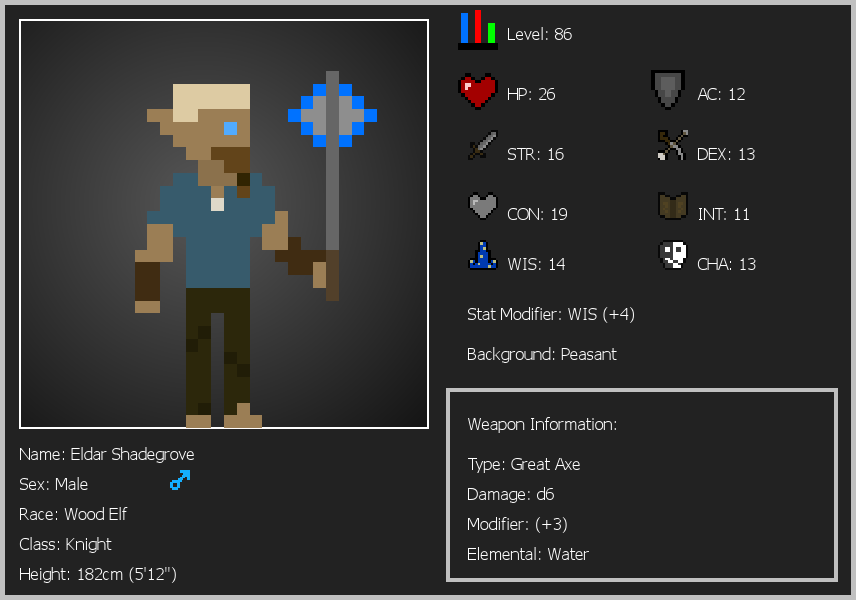 Level: 86
HP: 26
AC: 12
STR: 16
DEX: 13
CON: 19
INT: 11
WIS: 14
CHA: 13
Stat Modifier: WIS (+4)
Background: Peasant
Weapon Information:
Type: Great Axe
Damage: d6
Modifier: (+3)
Elemental: Water
Name: Eldar Shadegrove
Sex: Male
Race: Wood Elf
Class: Knight
Height: 182cm (5'12")